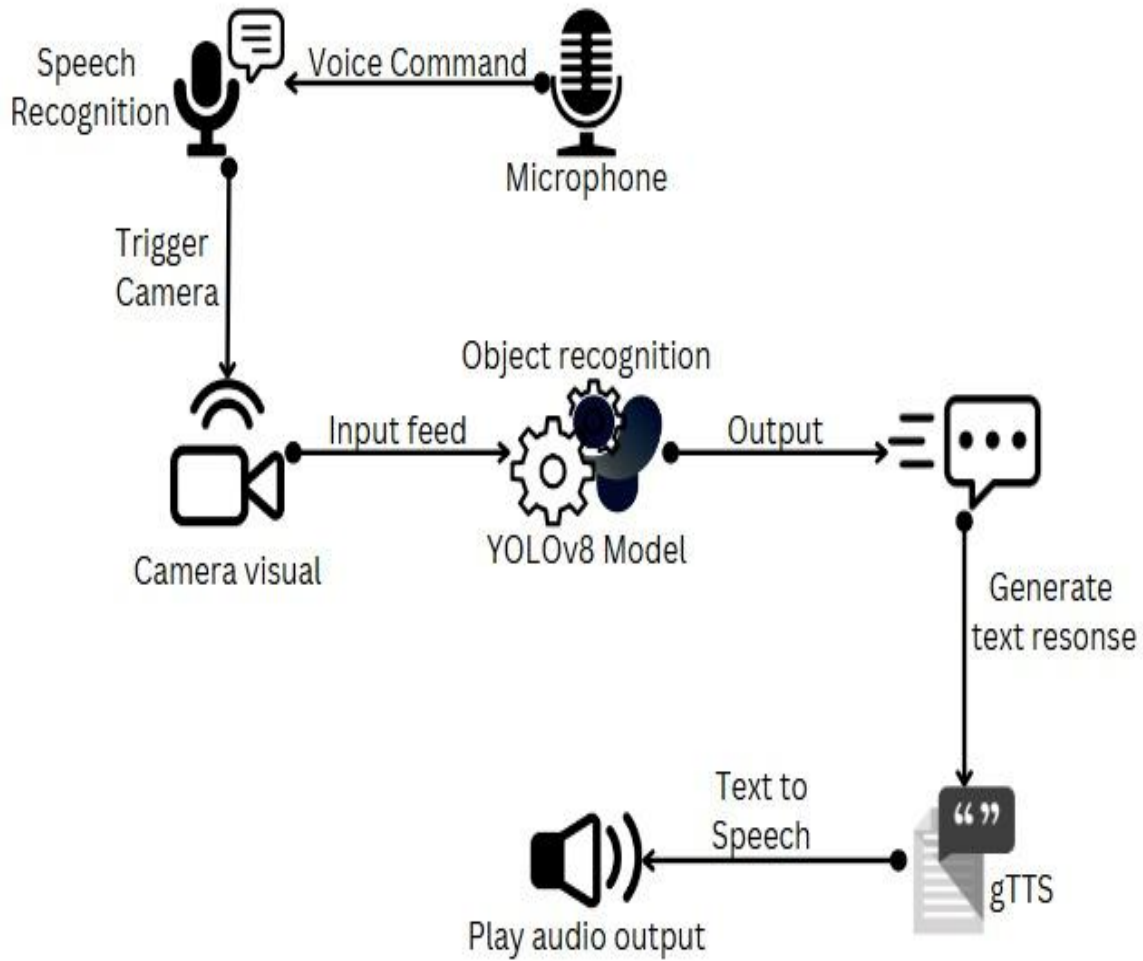 Speech
Recognition
Voice Command
Microphone
Trigger
Camera
Object recognition
Input feed
Output
YOLOv8 Model
Camera visual
Generate
text resonse
Text to
Speech
“ ”
gTTS
Play audio output